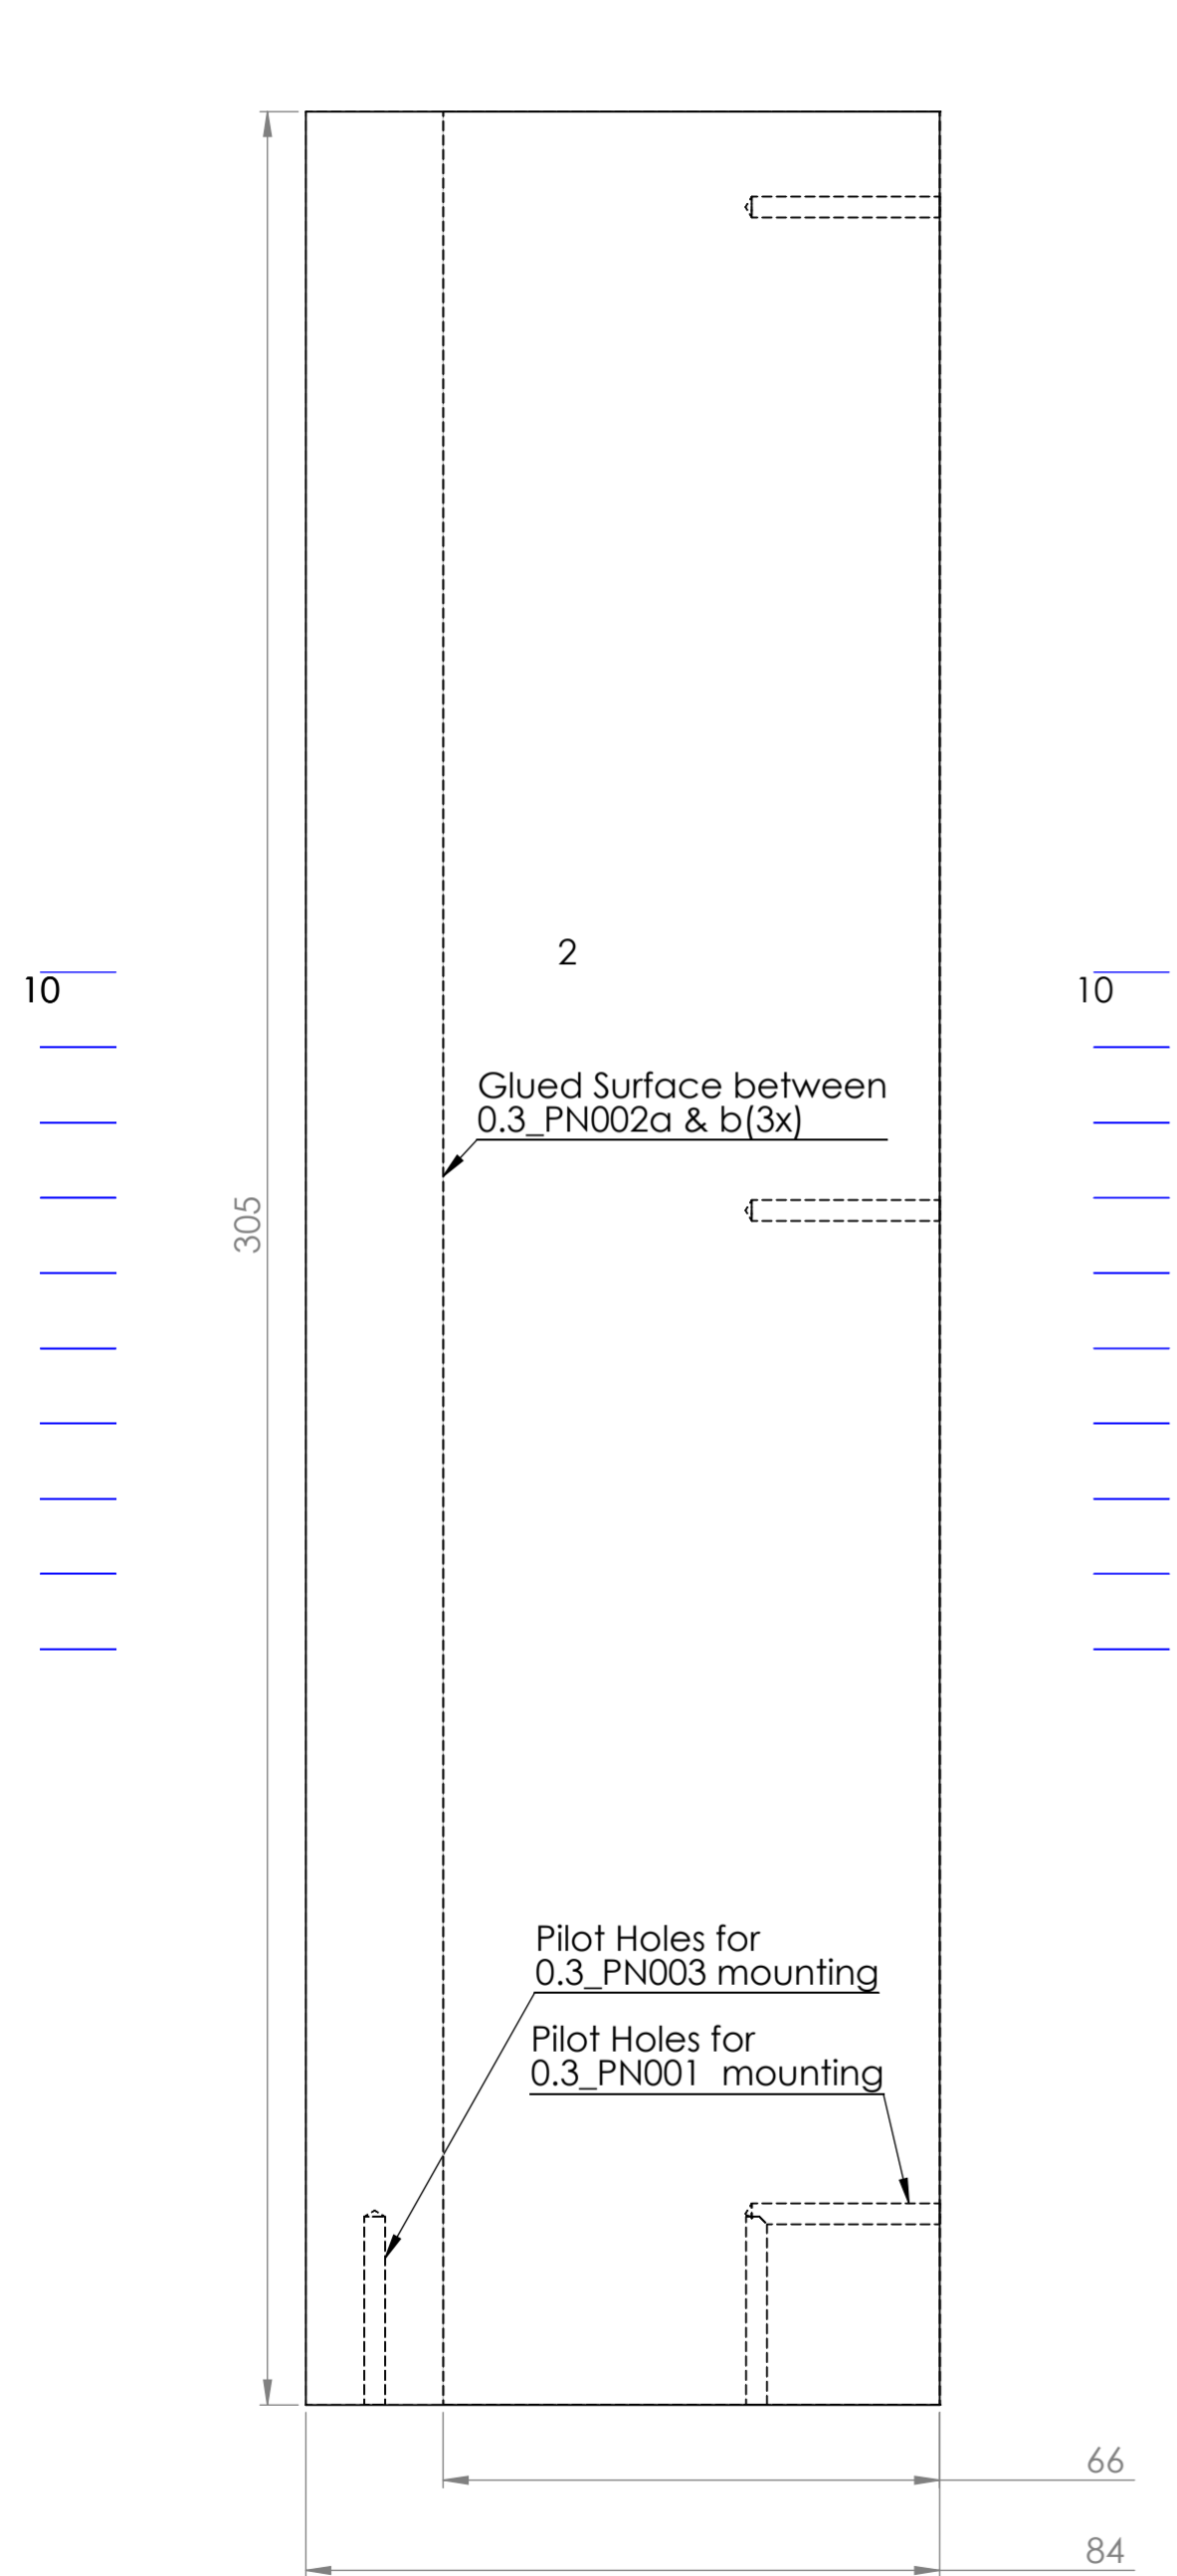 2
10
10
Glued Surface between
0.3_PN002a & b(3x)
305
Pilot Holes for
0.3_PN003 mounting
Pilot Holes for
0.3_PN001 mounting
66
84